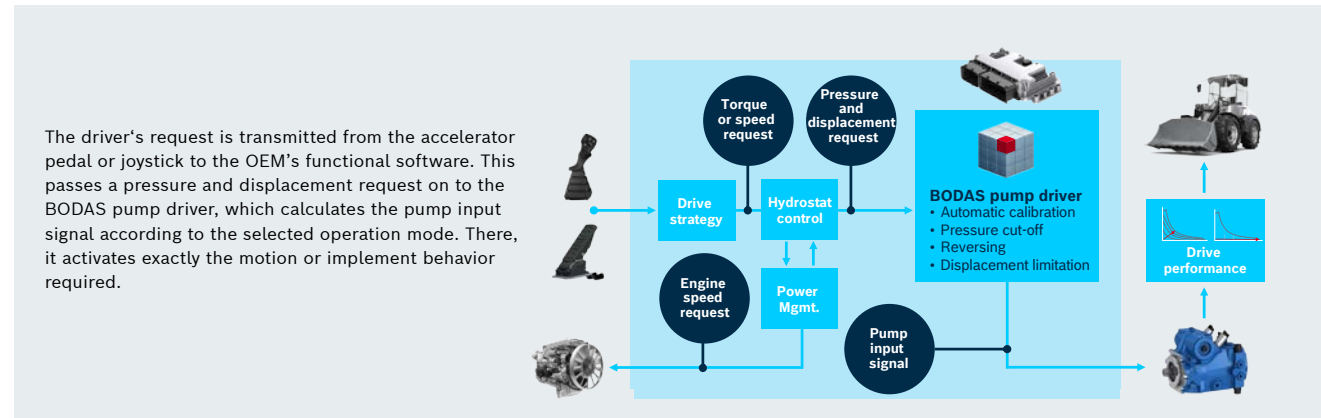 The driver‘s request is transmitted from the accelerator
pedal or joystick to the OEM’s functional software. This
passes a pressure and displacement request on to the
BODAS pump driver, which calculates the pump input
signal according to the selected operation mode. There,
it activates exactly the motion or implement behavior
required.
Torque
or speed
request
Pressure
and
displacement
request
Drive
strategy
Hydrostat
control
BODAS pump driver
• Automatic calibration
• Pressure cut-off
• Reversing
• Displacement limitation
Drive
performance
Engine
speed
request
Power
Mgmt.
Pump
input
signal